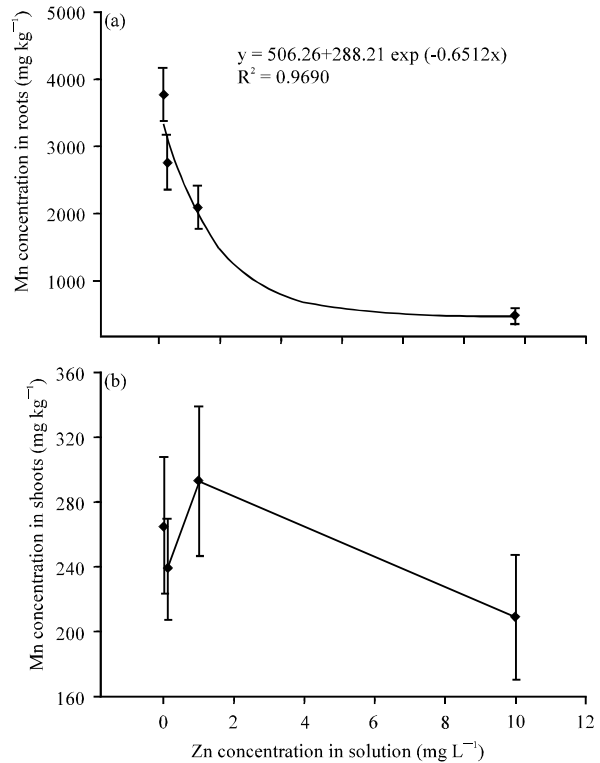 (a)
y = 506.26+288.21 exp (-0.6512x)
R² = 0.9690
Mn concentration in roots (mg kg⁻¹)
5000
4000
3000
2000
1000
(b)
Mn concentration in shoots (mg kg⁻¹)
360
320
280
240
200
160
0 2 4 6 8 10 12
Zn concentration in solution (mg L⁻¹)